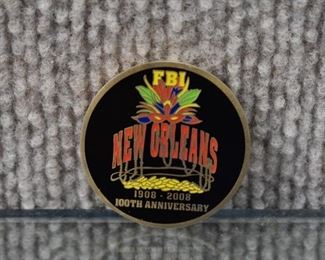 FBI
NEW ORLEANS
1908 - 2008
100TH ANNIVERSARY